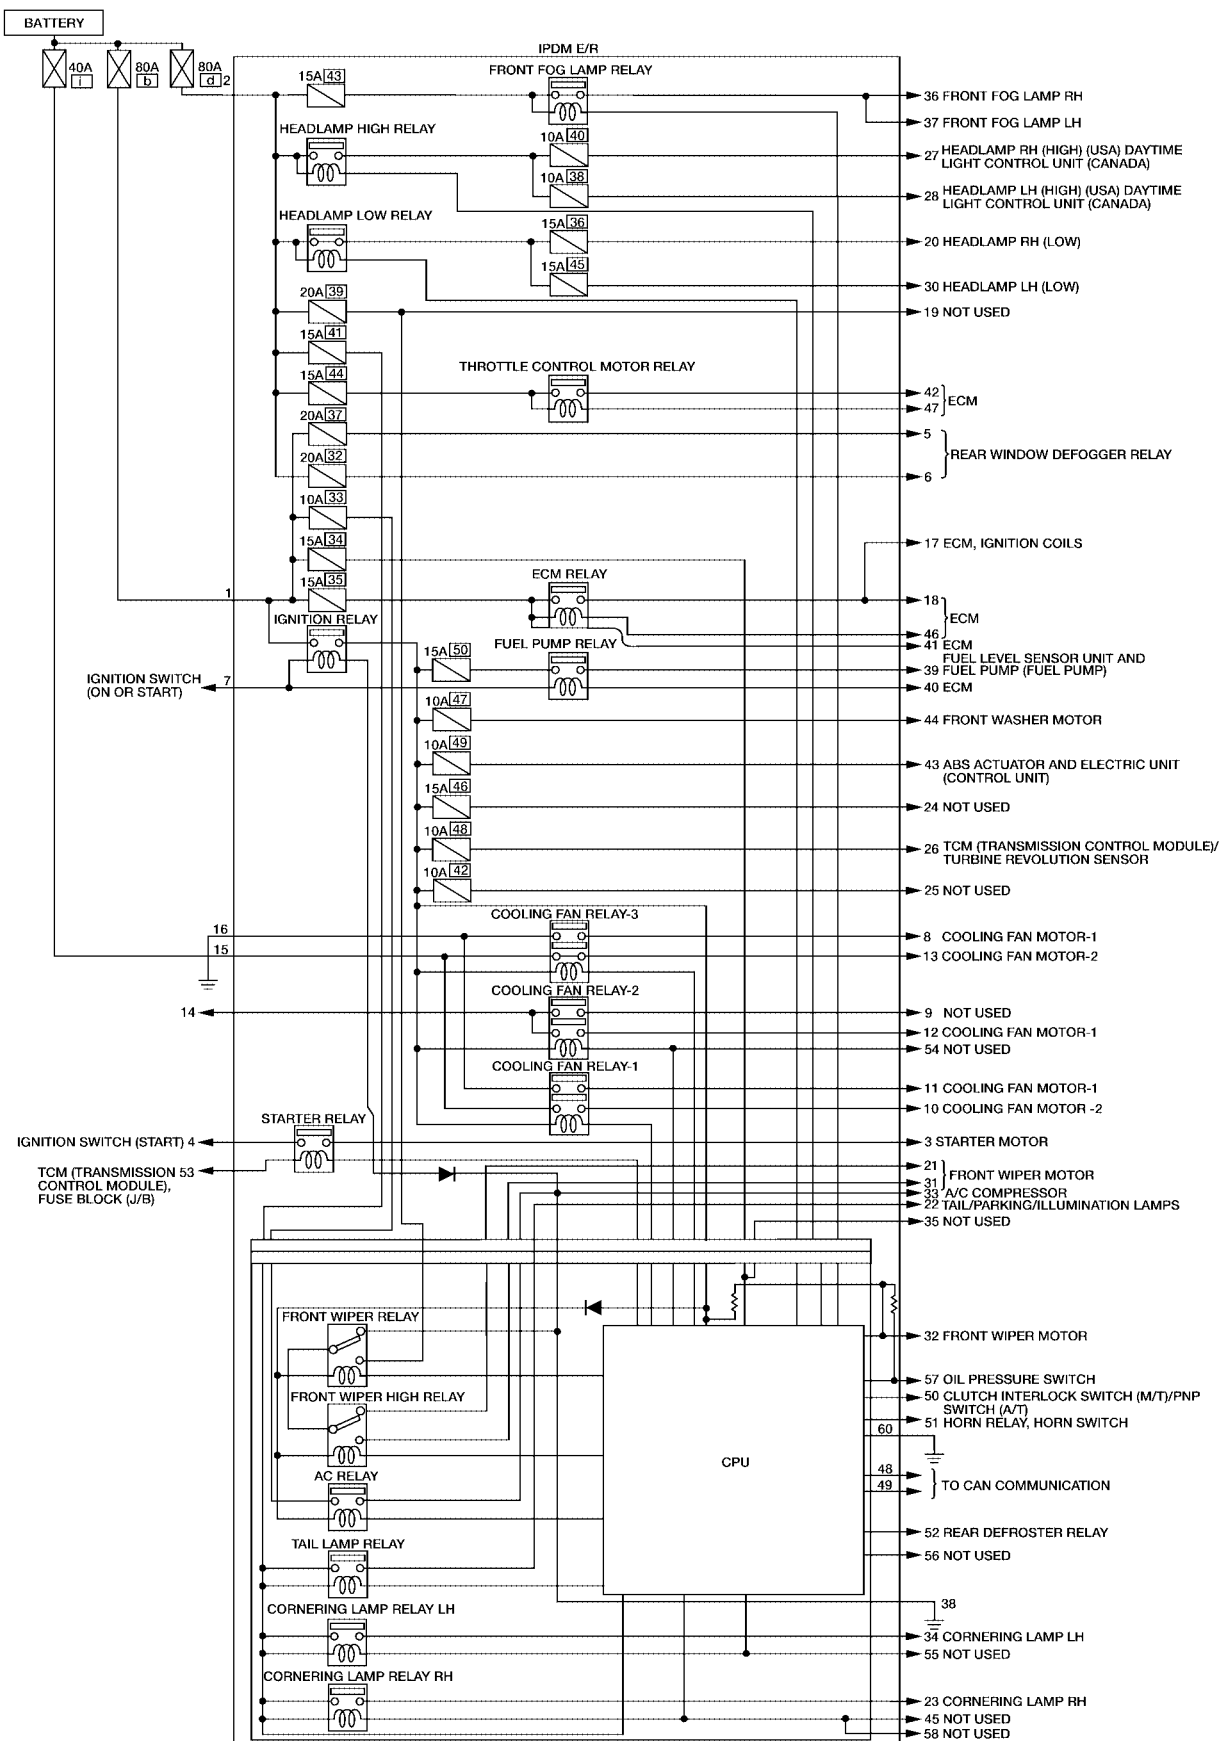 BATTERY
IPDM E/R
40A
i
80A
b
80A
d
2
15A 43
FRONT FOG LAMP RELAY
36 FRONT FOG LAMP RH
37 FRONT FOG LAMP LH
HEADLAMP HIGH RELAY
10A 40
27 HEADLAMP RH (HIGH) (USA) DAYTIME
LIGHT CONTROL UNIT (CANADA)
10A 38
28 HEADLAMP LH (HIGH) (USA) DAYTIME
LIGHT CONTROL UNIT (CANADA)
HEADLAMP LOW RELAY
15A 36
20 HEADLAMP RH (LOW)
15A 45
30 HEADLAMP LH (LOW)
20A 39
19 NOT USED
15A 41
THROTTLE CONTROL MOTOR RELAY
15A 44
42
47
ECM
20A 37
5
REAR WINDOW DEFOGGER RELAY
20A 32
6
10A 33
15A 34
17 ECM, IGNITION COILS
15A 35
ECM RELAY
1
18
ECM
46
IGNITION RELAY
41 ECM
FUEL PUMP RELAY
15A 50
FUEL LEVEL SENSOR UNIT AND
39 FUEL PUMP (FUEL PUMP)
IGNITION SWITCH
(ON OR START)
7
40 ECM
10A 47
44 FRONT WASHER MOTOR
10A 49
43 ABS ACTUATOR AND ELECTRIC UNIT
(CONTROL UNIT)
15A 46
24 NOT USED
10A 48
26 TCM (TRANSMISSION CONTROL MODULE)/
TURBINE REVOLUTION SENSOR
10A 42
25 NOT USED
COOLING FAN RELAY-3
16
8 COOLING FAN MOTOR-1
15
13 COOLING FAN MOTOR-2
COOLING FAN RELAY-2
14
9 NOT USED
12 COOLING FAN MOTOR-1
54 NOT USED
COOLING FAN RELAY-1
11 COOLING FAN MOTOR-1
10 COOLING FAN MOTOR -2
STARTER RELAY
IGNITION SWITCH (START) 4
3 STARTER MOTOR
TCM (TRANSMISSION 53
CONTROL MODULE),
FUSE BLOCK (J/B)
21
FRONT WIPER MOTOR
31
33 A/C COMPRESSOR
22 TAIL/PARKING/ILLUMINATION LAMPS
35 NOT USED
FRONT WIPER RELAY
32 FRONT WIPER MOTOR
57 OIL PRESSURE SWITCH
FRONT WIPER HIGH RELAY
50 CLUTCH INTERLOCK SWITCH (M/T)/PNP
SWITCH (A/T)
51 HORN RELAY, HORN SWITCH
60
CPU
AC RELAY
48
49
TO CAN COMMUNICATION
52 REAR DEFROSTER RELAY
TAIL LAMP RELAY
56 NOT USED
38
CORNERING LAMP RELAY LH
34 CORNERING LAMP LH
55 NOT USED
CORNERING LAMP RELAY RH
23 CORNERING LAMP RH
45 NOT USED
58 NOT USED